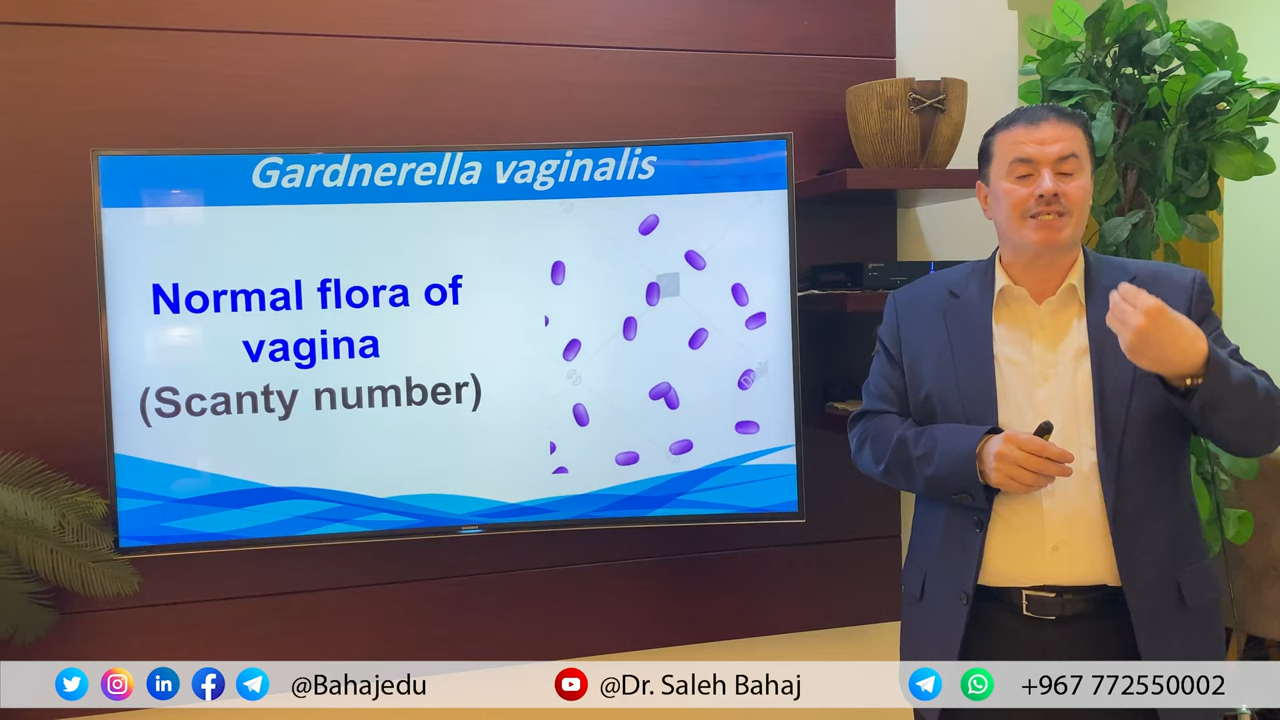 Gardnerella vaginalis
Normal flora of
vagina
(Scanty number)
@Bahajedu
@Dr. Saleh Bahaj
+967 772550002